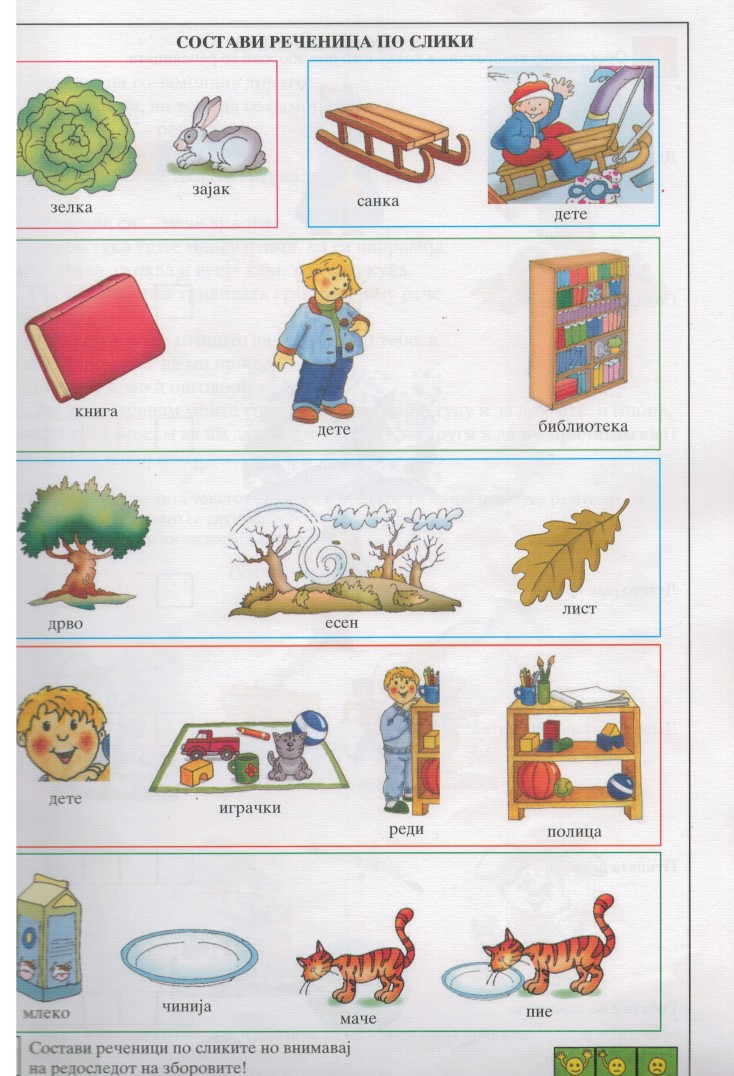 СОСТАВИ РЕЧЕНИЦА ПО СЛИКИ
зелка
зајак
санка
дете
книга
дете
библиотека
дрво
есен
лист
дете
играчки
реди
полица
млеко
чинија
маче
пие
Состави реченици по сликите но внимавај
на редоследот на зборовите!